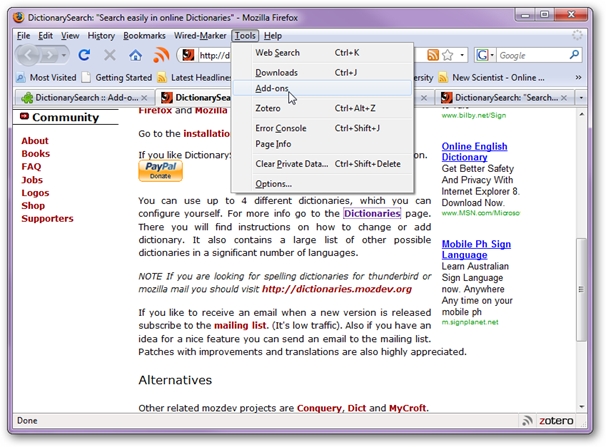 DictionarySearch: "Search easily in online Dictionaries" - Mozilla Firefox
File Edit View History Bookmarks Wired-Marker Tools Help
http://d
G
Most Visited Getting Started Latest Headlines
New Scientist - Online ...
DictionarySearch :: Add-o...
DictionarySearch:
DictionarySearch: "Search...
Web Search Ctrl+K
Downloads Ctrl+J
Add-ons
Zotero Ctrl+Alt+Z
Error Console Ctrl+Shift+J
Page Info
Clear Private Data... Ctrl+Shift+Delete
Options...
Community
About
Books
FAQ
Jobs
Logos
Shop
Supporters
Firefox and Mozilla
Go to the installation
If you like DictionaryS
on.
PayPal
Donate
You can use up to 4 different dictionaries, which you can
configure yourself. For more info go to the Dictionaries page.
There you will find instructions on how to change or add
dictionary. It also contains a large list of other possible
dictionaries in a significant number of languages.
NOTE If you are looking for spelling dictionaries for thunderbird or
mozilla mail you should visit http://dictionaries.mozdev.org
If you like to receive an email when a new version is released
subscribe to the mailing list. (It's low traffic). Also if you have an
idea for a nice feature you can send an email to the mailing list.
Patches with improvements and translations are also highly appreciated.
Alternatives
Other related mozdev projects are Conquery, Dict and MyCroft.
www.bilby.net/Sign
Online English
Dictionary
Get Better Safety
And Privacy With
Internet Explorer 8.
Download Now.
www.MSN.com/Microso
Mobile Ph Sign
Language
Learn Australian
Sign Language
now. Anywhere
Any time on your
mobile ph
m.signplanet.net
Done
zotero